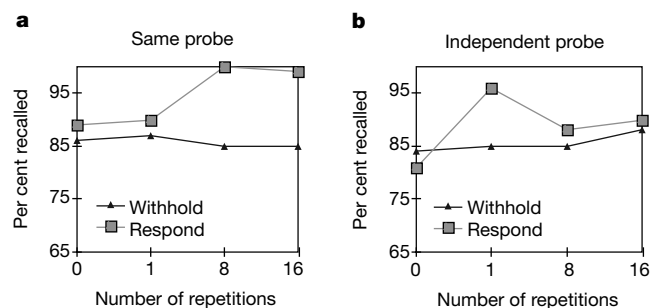 a
Same probe
Per cent recalled
95
85
75
65
Withhold
Respond
0 1 8 16
Number of repetitions
b
Independent probe
Per cent recalled
95
85
75
65
Withhold
Respond
0 1 8 16
Number of repetitions